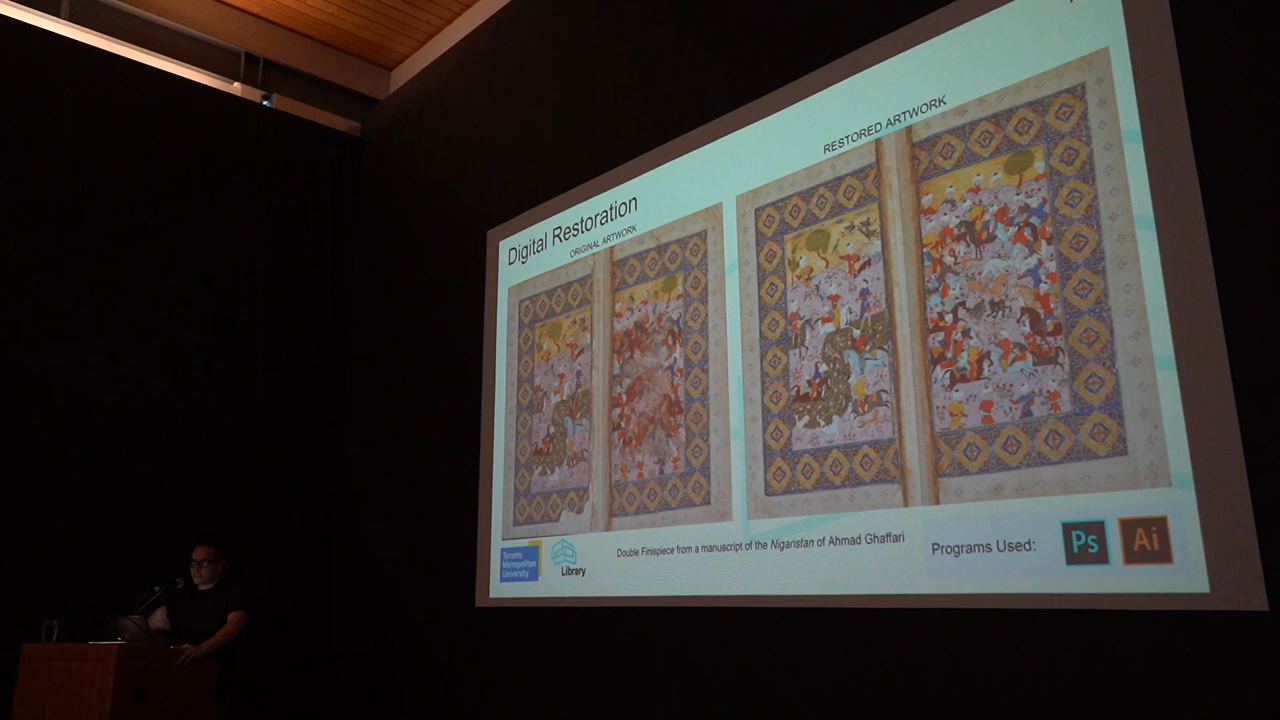 Digital Restoration
ORIGINAL ARTWORK
RESTORED ARTWORK
Double Finispiece from a manuscript of the Nigaristan of Ahmad Ghaffari
Programs Used:
Ps
Ai
Toronto
Metropolitan
University
Library